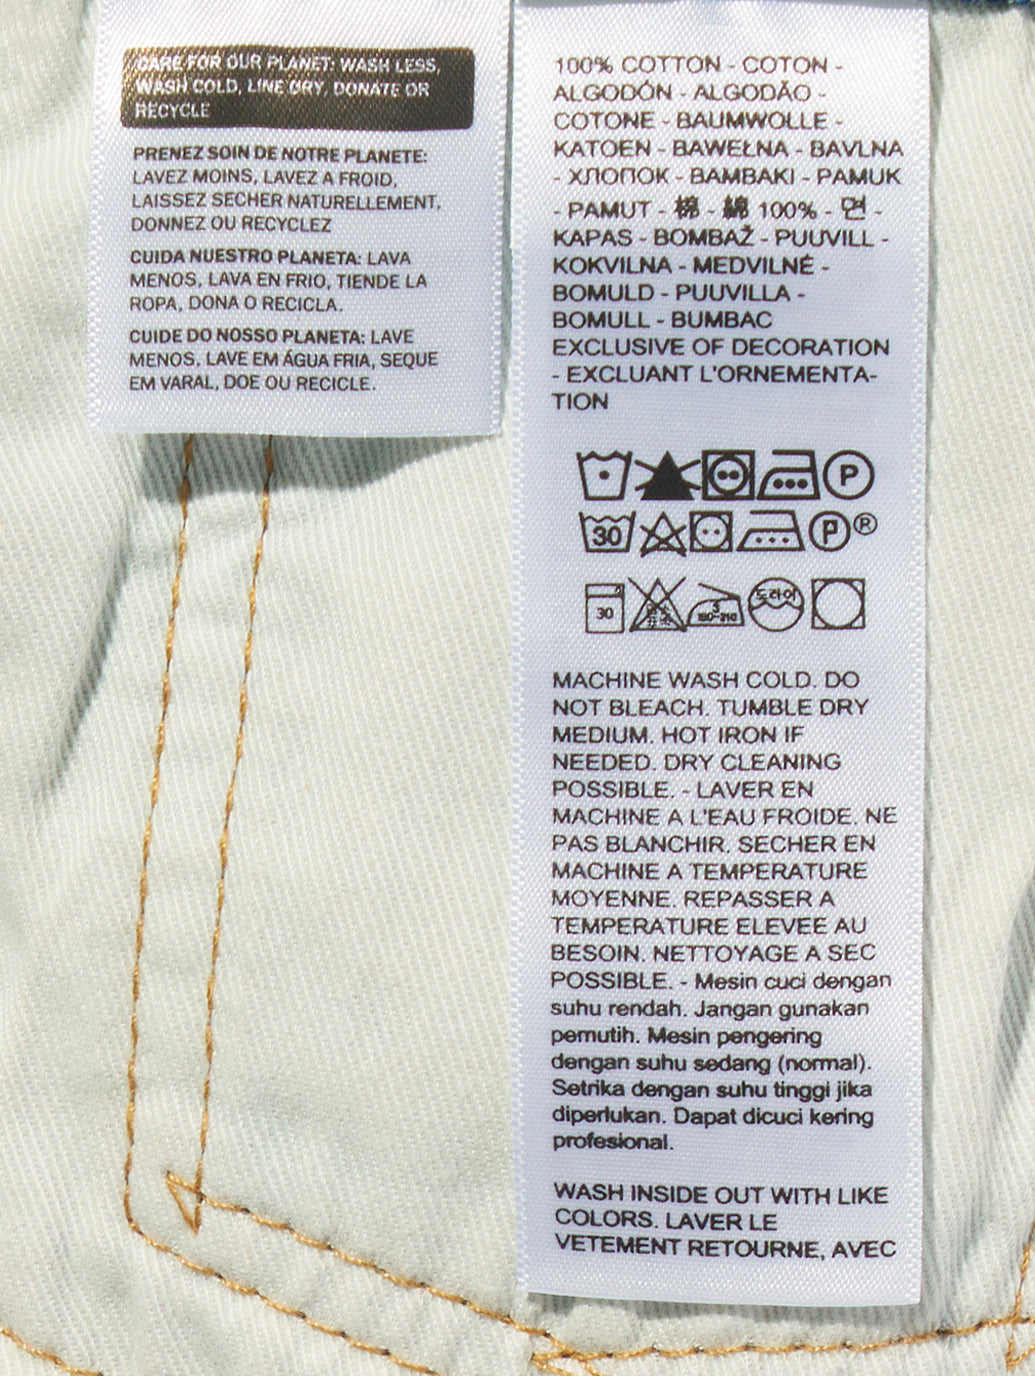 CARE FOR OUR PLANET: WASH LESS,
WASH COLD, LINE DRY, DONATE OR
RECYCLE
PRENEZ SOIN DE NOTRE PLANETE:
LAVEZ MOINS, LAVEZ A FROID,
LAISSEZ SECHER NATURELLEMENT,
DONNEZ OU RECYCLEZ
CUIDA NUESTRO PLANETA: LAVA
MENOS, LAVA EN FRIO, TIENDE LA
ROPA, DONA O RECICLA.
CUIDE DO NOSSO PLANETA: LAVE
MENOS, LAVE EM ÁGUA FRIA, SEQUE
EM VARAL, DOE OU RECICLE.
100% COTTON - COTON -
ALGODÓN - ALGODÃO -
COTONE - BAUMWOLLE -
KATOEN - BAWEŁNA - BAVLNA
- ХЛОПОК - BAMBAKI - PAMUK
- PAMUT - 棉 - 綿 100% - 면 -
KAPAS - BOMBAŽ - PUUVILL -
KOKVILNA - MEDVILNĖ -
BOMULD - PUUVILLA -
BOMULL - BUMBAC
EXCLUSIVE OF DECORATION
- EXCLUANT L'ORNEMENTA-
TION
P
30 P ®
30 3 드라이
MACHINE WASH COLD. DO
NOT BLEACH. TUMBLE DRY
MEDIUM. HOT IRON IF
NEEDED. DRY CLEANING
POSSIBLE. - LAVER EN
MACHINE A L'EAU FROIDE. NE
PAS BLANCHIR. SECHER EN
MACHINE A TEMPERATURE
MOYENNE. REPASSER A
TEMPERATURE ELEVEE AU
BESOIN. NETTOYAGE A SEC
POSSIBLE. - Mesin cuci dengan
suhu rendah. Jangan gunakan
pemutih. Mesin pengering
dengan suhu sedang (normal).
Setrika dengan suhu tinggi jika
diperlukan. Dapat dicuci kering
profesional.
WASH INSIDE OUT WITH LIKE
COLORS. LAVER LE
VETEMENT RETOURNE, AVEC